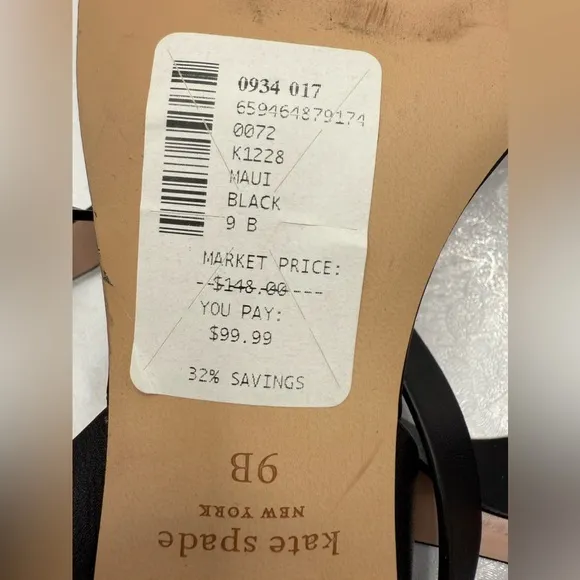 0934 017
659464879174
0072
K1228
MAUI
BLACK
9 B
MARKET PRICE:
--$148.00---
YOU PAY:
$99.99
32% SAVINGS
9B
NEW YORK
kate spade